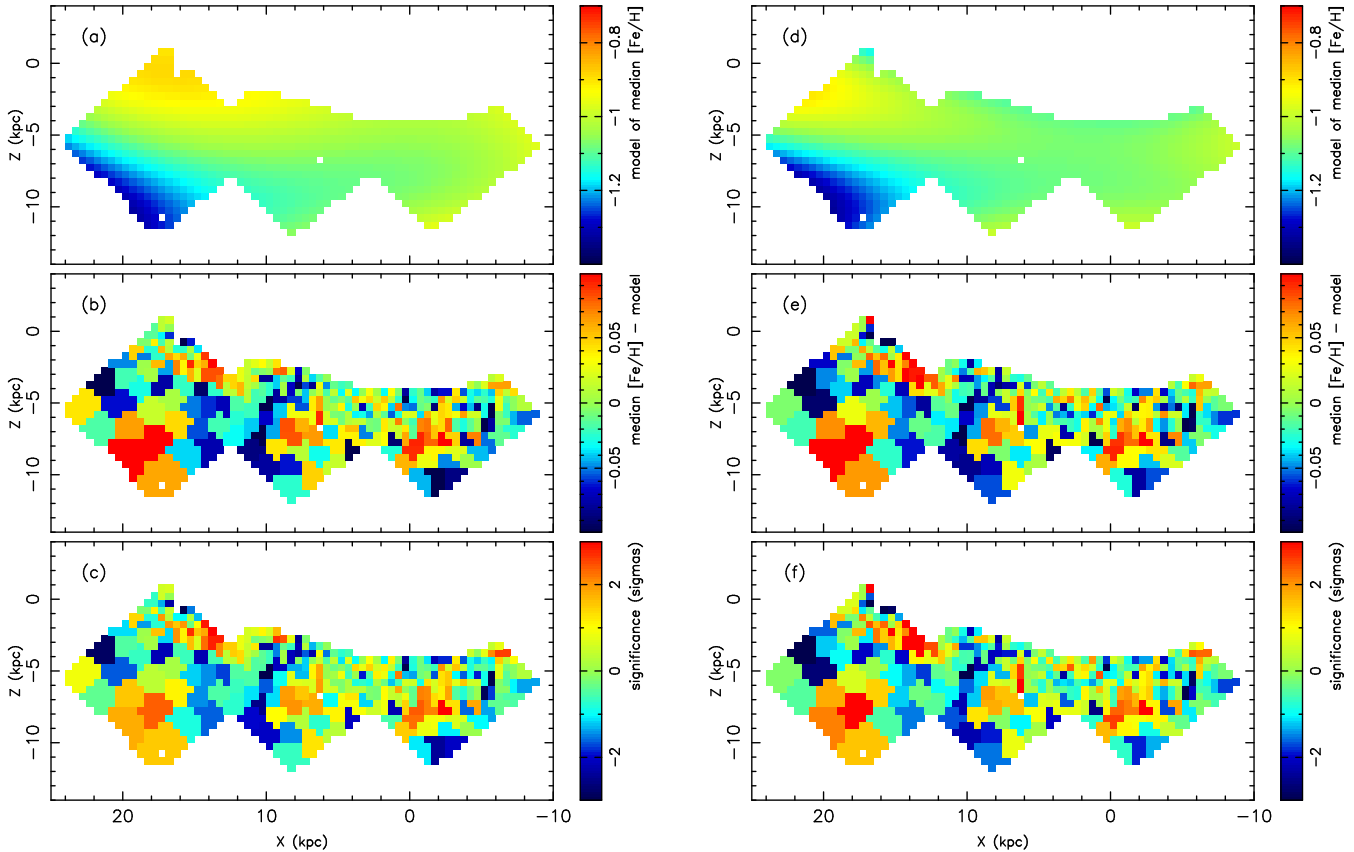 (a)
0
−5
−10
Z (kpc)
−0.8
−1
−1.2
model of median [Fe/H]
(d)
0
−5
−10
Z (kpc)
−0.8
−1
−1.2
model of median [Fe/H]
(b)
0
−5
−10
Z (kpc)
0.05
0
−0.05
median [Fe/H] − model
(e)
0
−5
−10
Z (kpc)
0.05
0
−0.05
median [Fe/H] − model
(c)
0
−5
−10
Z (kpc)
2
0
−2
significance (sigmas)
20 10 0 −10
X (kpc)
(f)
0
−5
−10
Z (kpc)
2
0
−2
significance (sigmas)
20 10 0 −10
X (kpc)